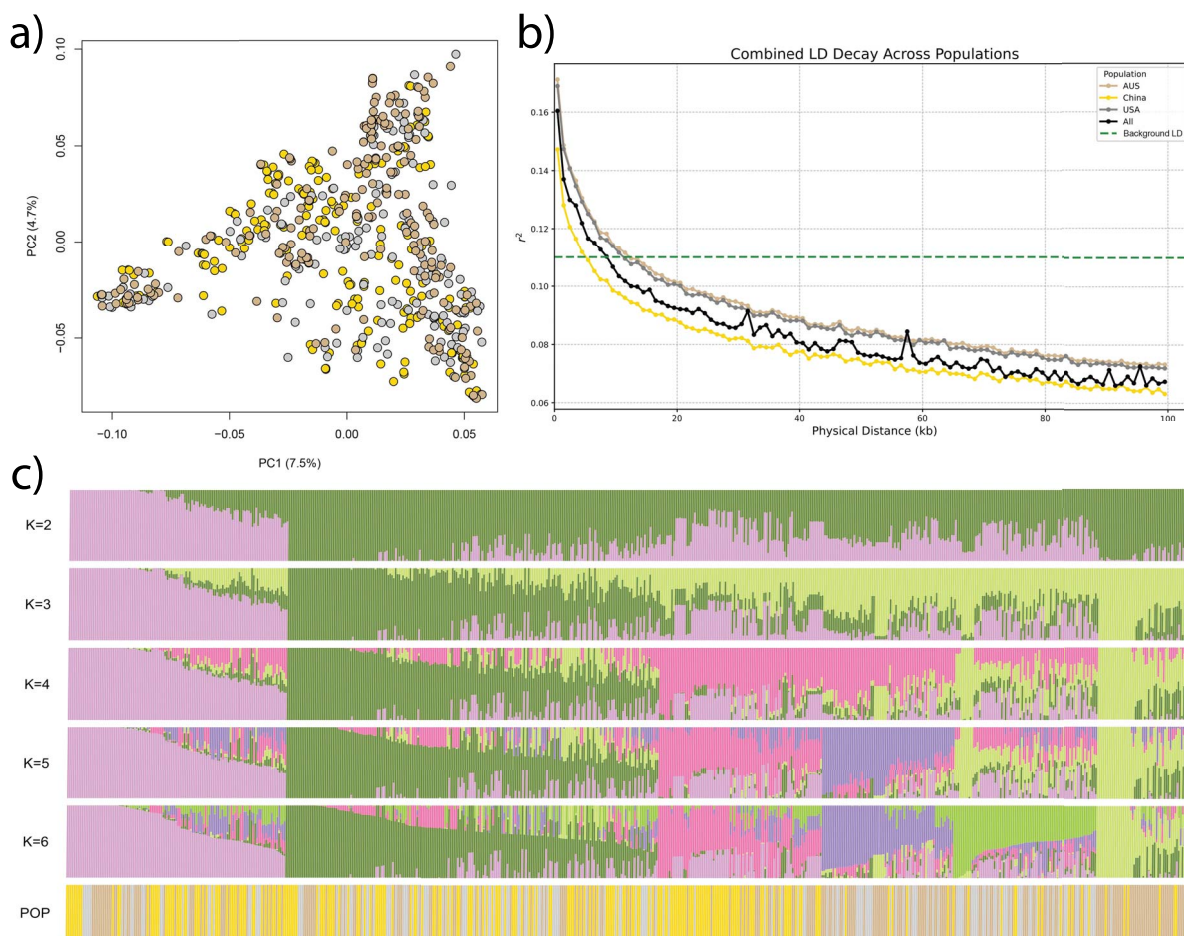 a)
0.10
0.05
0.00
−0.05
PC2 (4.7%)
−0.10
−0.05
0.00
0.05
PC1 (7.5%)
b)
Combined LD Decay Across Populations
0.16
0.14
0.12
0.10
0.08
0.06
r²
0
20
40
60
80
100
Physical Distance (kb)
Population
AUS
China
USA
All
Background LD
c)
K=2
K=3
K=4
K=5
K=6
POP